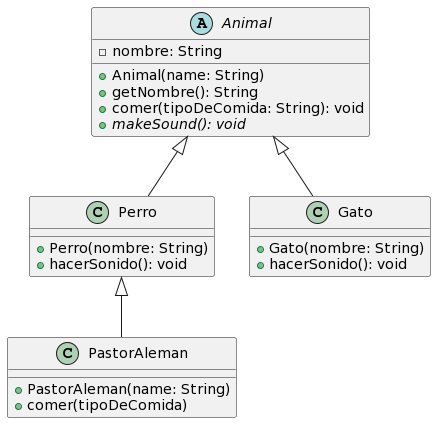 A Animal
nombre: String
Animal(name: String)
getNombre(): String
comer(tipoDeComida: String): void
makeSound(): void
C Perro
Perro(nombre: String)
hacerSonido(): void
C Gato
Gato(nombre: String)
hacerSonido(): void
C PastorAleman
PastorAleman(name: String)
comer(tipoDeComida)